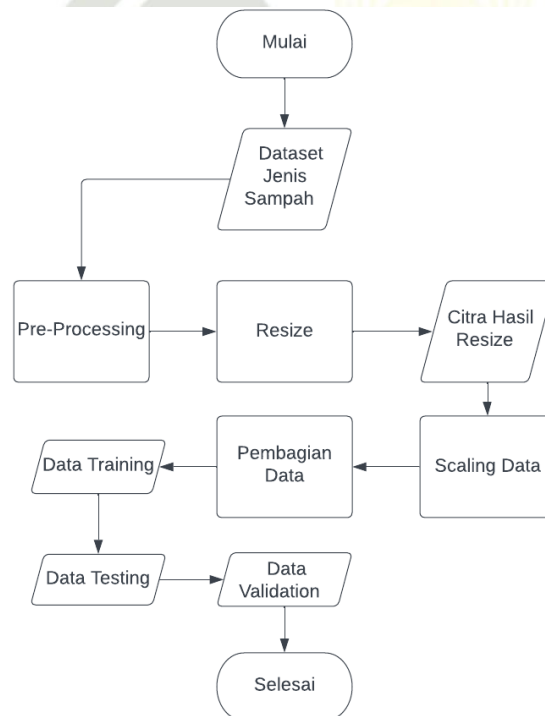 Mulai
Dataset
Jenis
Sampah
Pre-Processing
Resize
Citra Hasil
Resize
Scaling Data
Pembagian
Data
Data Training
Data Testing
Data
Validation
Selesai